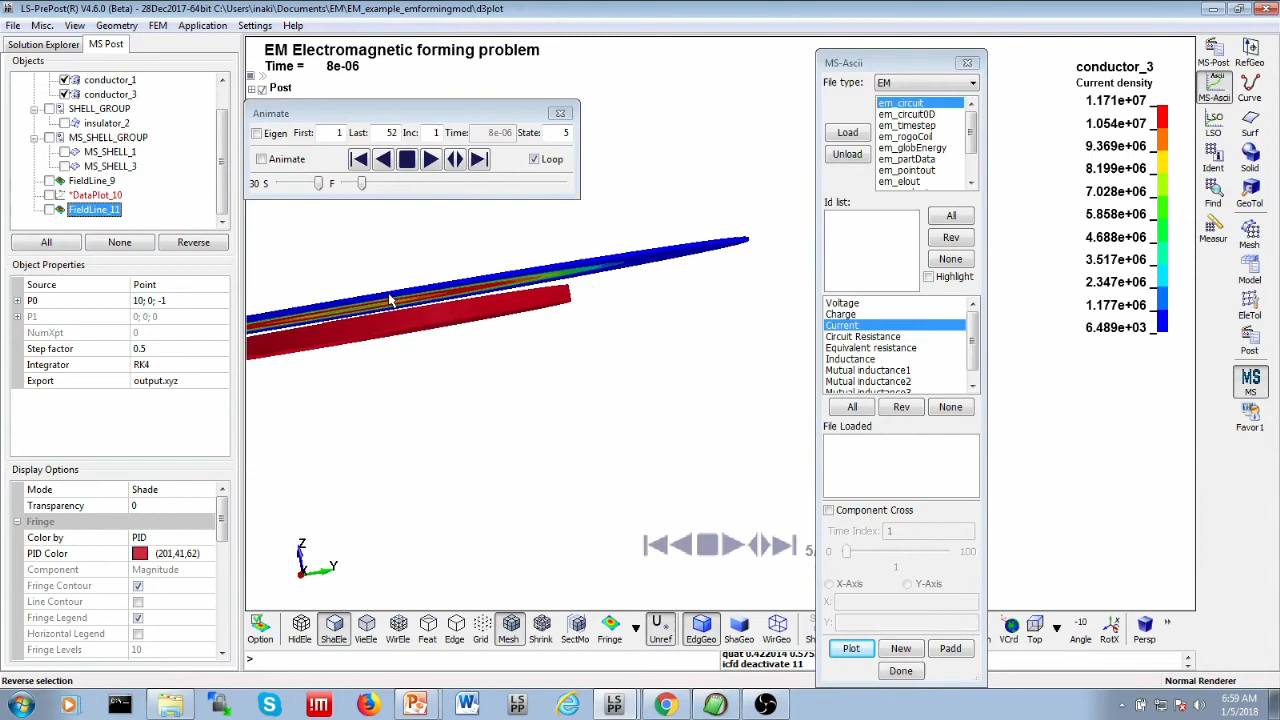 LS-PrePost(R) V4.6.0 (Beta) - 28Dec2017-64bit C:\Users\inaki\Documents\EM\EM_example_emformingmod\d3plot
File Misc. View Geometry FEM Application Settings Help
Solution Explorer MS Post
Objects
conductor_1
conductor_3
SHELL_GROUP
insulator_2
MS_SHELL_GROUP
MS_SHELL_1
MS_SHELL_3
FieldLine_9
*DataPlot_10
FieldLine_11
All None Reverse
Object Properties
Source Point
P0 10; 0; -1
P1 0; 0; 0
NumXpt 0
Step factor 0.5
Integrator RK4
Export output.xyz
Display Options
Mode Shade
Transparency 0
Fringe
Color by PID
PID Color (201,41,62)
Component Magnitude
Fringe Contour
Line Contour
Fringe Legend
Horizontal Legend
Fringe Levels 10
Reverse selection
EM Electromagnetic forming problem
Time = 8e-06
Post
Animate
Eigen First: 1 Last: 52 Inc: 1 Time: 8e-06 State: 5
Animate Loop
30 S F
Z
Y
X
5/
MS-Ascii
File type: EM
em_circuit
em_circuit0D
em_timestep
em_rogoCoil
em_globEnergy
em_partData
em_pointout
em_elout
Load
Unload
Id list:
All
Rev
None
Highlight
Voltage
Charge
Current
Circuit Resistance
Equivalent resistance
Inductance
Mutual inductance1
Mutual inductance2
Mutual inductance3
All Rev None
File Loaded
Component Cross
Time Index: 1
0 100
1
X-Axis Y-Axis
X:
Y:
Plot New Padd
Done
conductor_3
Current density
1.171e+07
1.054e+07
9.369e+06
8.199e+06
7.028e+06
5.858e+06
4.688e+06
3.517e+06
2.347e+06
1.177e+06
6.489e+03
MS-Post RefGeo
Ascii
MS-Ascii Curve
LSO
LSO Surf
Ident Solid
Find GeoTol
Measur Mesh
Model
EleTol
Post
MS
MS
Favor1
Option HidEle ShaEle VieEle WirEle Feat Edge Grid Mesh Shrink SectMo Fringe Unref EdgGeo ShaGeo WirGeo VCrd Top -10 Angle RotX Persp
>
quat 0.422014 0.575
icfd deactivate 11
Normal Renderer
6:59 AM
1/5/2018